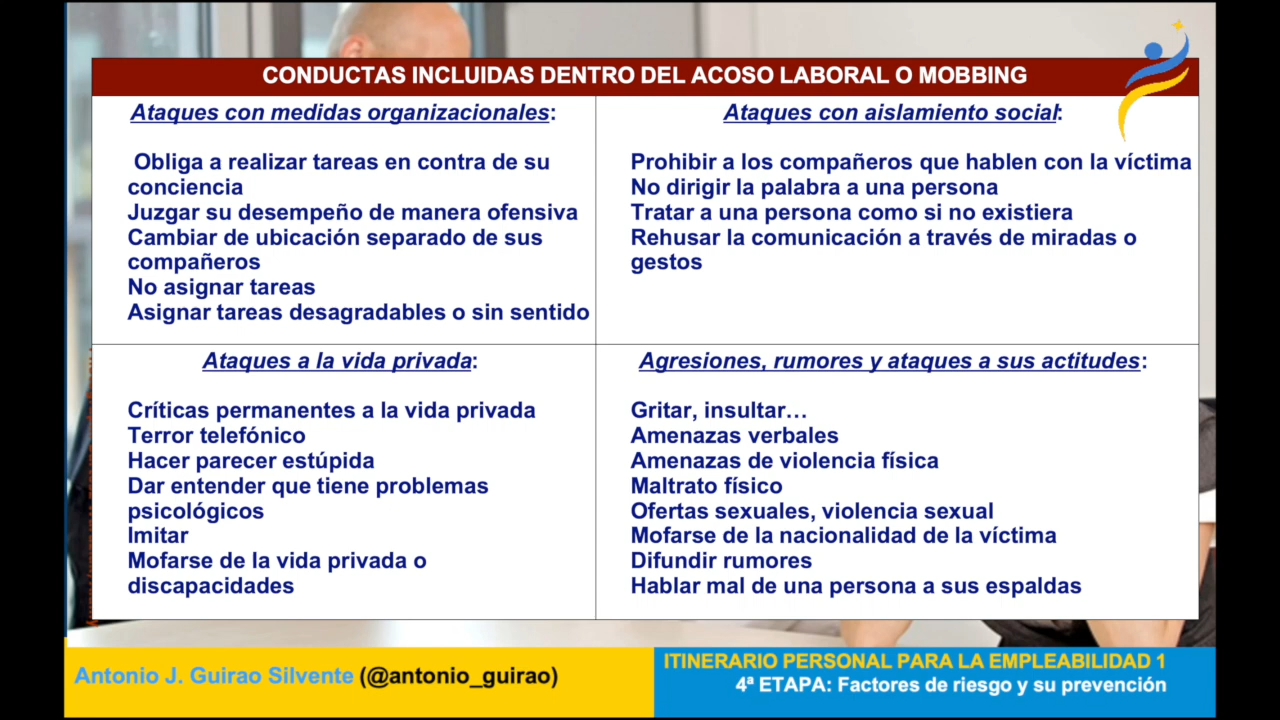 CONDUCTAS INCLUIDAS DENTRO DEL ACOSO LABORAL O MOBBING
Ataques con medidas organizacionales:
Obliga a realizar tareas en contra de su
conciencia
Juzgar su desempeño de manera ofensiva
Cambiar de ubicación separado de sus
compañeros
No asignar tareas
Asignar tareas desagradables o sin sentido
Ataques con aislamiento social:
Prohibir a los compañeros que hablen con la víctima
No dirigir la palabra a una persona
Tratar a una persona como si no existiera
Rehusar la comunicación a través de miradas o
gestos
Ataques a la vida privada:
Críticas permanentes a la vida privada
Terror telefónico
Hacer parecer estúpida
Dar entender que tiene problemas
psicológicos
Imitar
Mofarse de la vida privada o
discapacidades
Agresiones, rumores y ataques a sus actitudes:
Gritar, insultar…
Amenazas verbales
Amenazas de violencia física
Maltrato físico
Ofertas sexuales, violencia sexual
Mofarse de la nacionalidad de la víctima
Difundir rumores
Hablar mal de una persona a sus espaldas
Antonio J. Guirao Silvente (@antonio_guirao)
ITINERARIO PERSONAL PARA LA EMPLEABILIDAD 1
4ª ETAPA: Factores de riesgo y su prevención